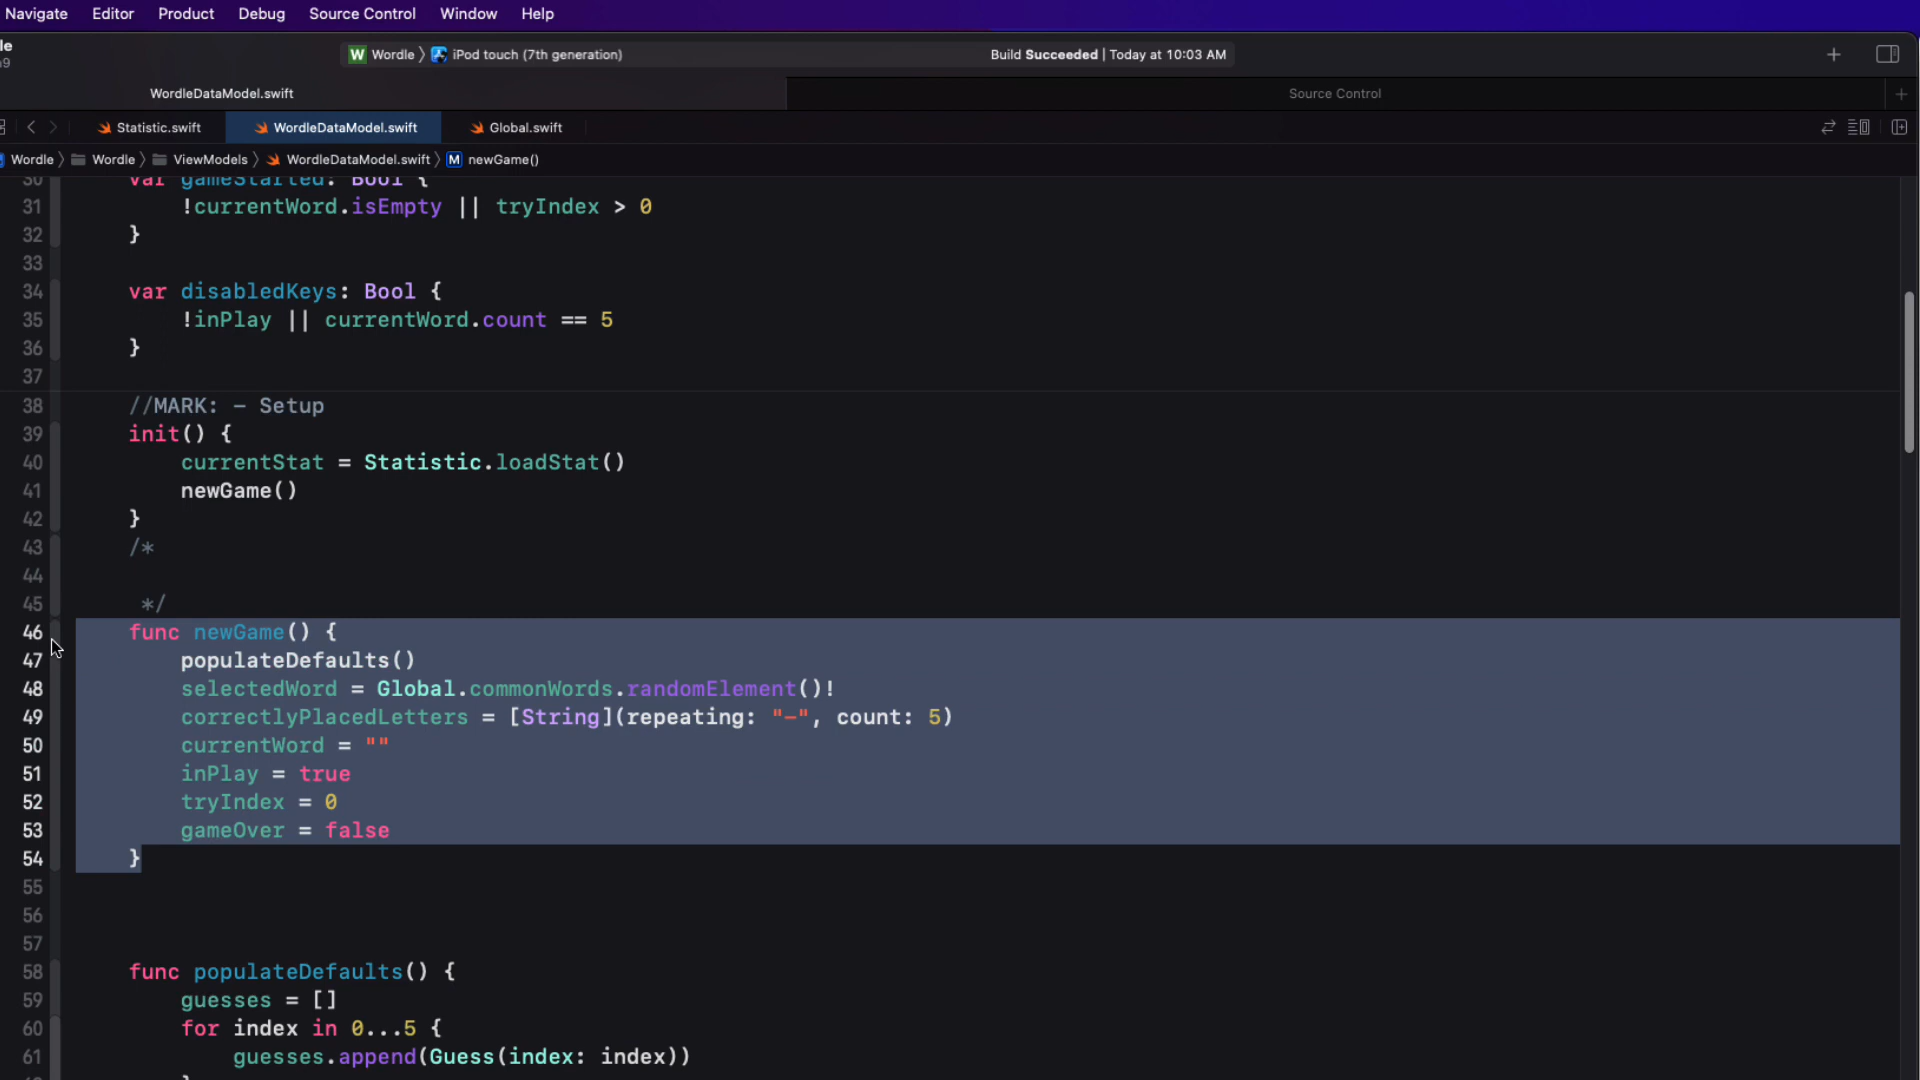 Navigate Editor Product Debug Source Control Window Help
le
Wordle 〉 iPod touch (7th generation) Build Succeeded | Today at 10:03 AM
WordleDataModel.swift Source Control
Statistic.swift WordleDataModel.swift Global.swift
Wordle 〉 Wordle 〉 ViewModels 〉 WordleDataModel.swift 〉 M newGame()
30 var gameStarted: Bool {
31 !currentWord.isEmpty || tryIndex > 0
32 }
33
34 var disabledKeys: Bool {
35 !inPlay || currentWord.count == 5
36 }
37
38 //MARK: - Setup
39 init() {
40 currentStat = Statistic.loadStat()
41 newGame()
42 }
43 /*
44
45 */
46 func newGame() {
47 populateDefaults()
48 selectedWord = Global.commonWords.randomElement()!
49 correctlyPlacedLetters = [String](repeating: "-", count: 5)
50 currentWord = ""
51 inPlay = true
52 tryIndex = 0
53 gameOver = false
54 }
55
56
57
58 func populateDefaults() {
59 guesses = []
60 for index in 0...5 {
61 guesses.append(Guess(index: index))